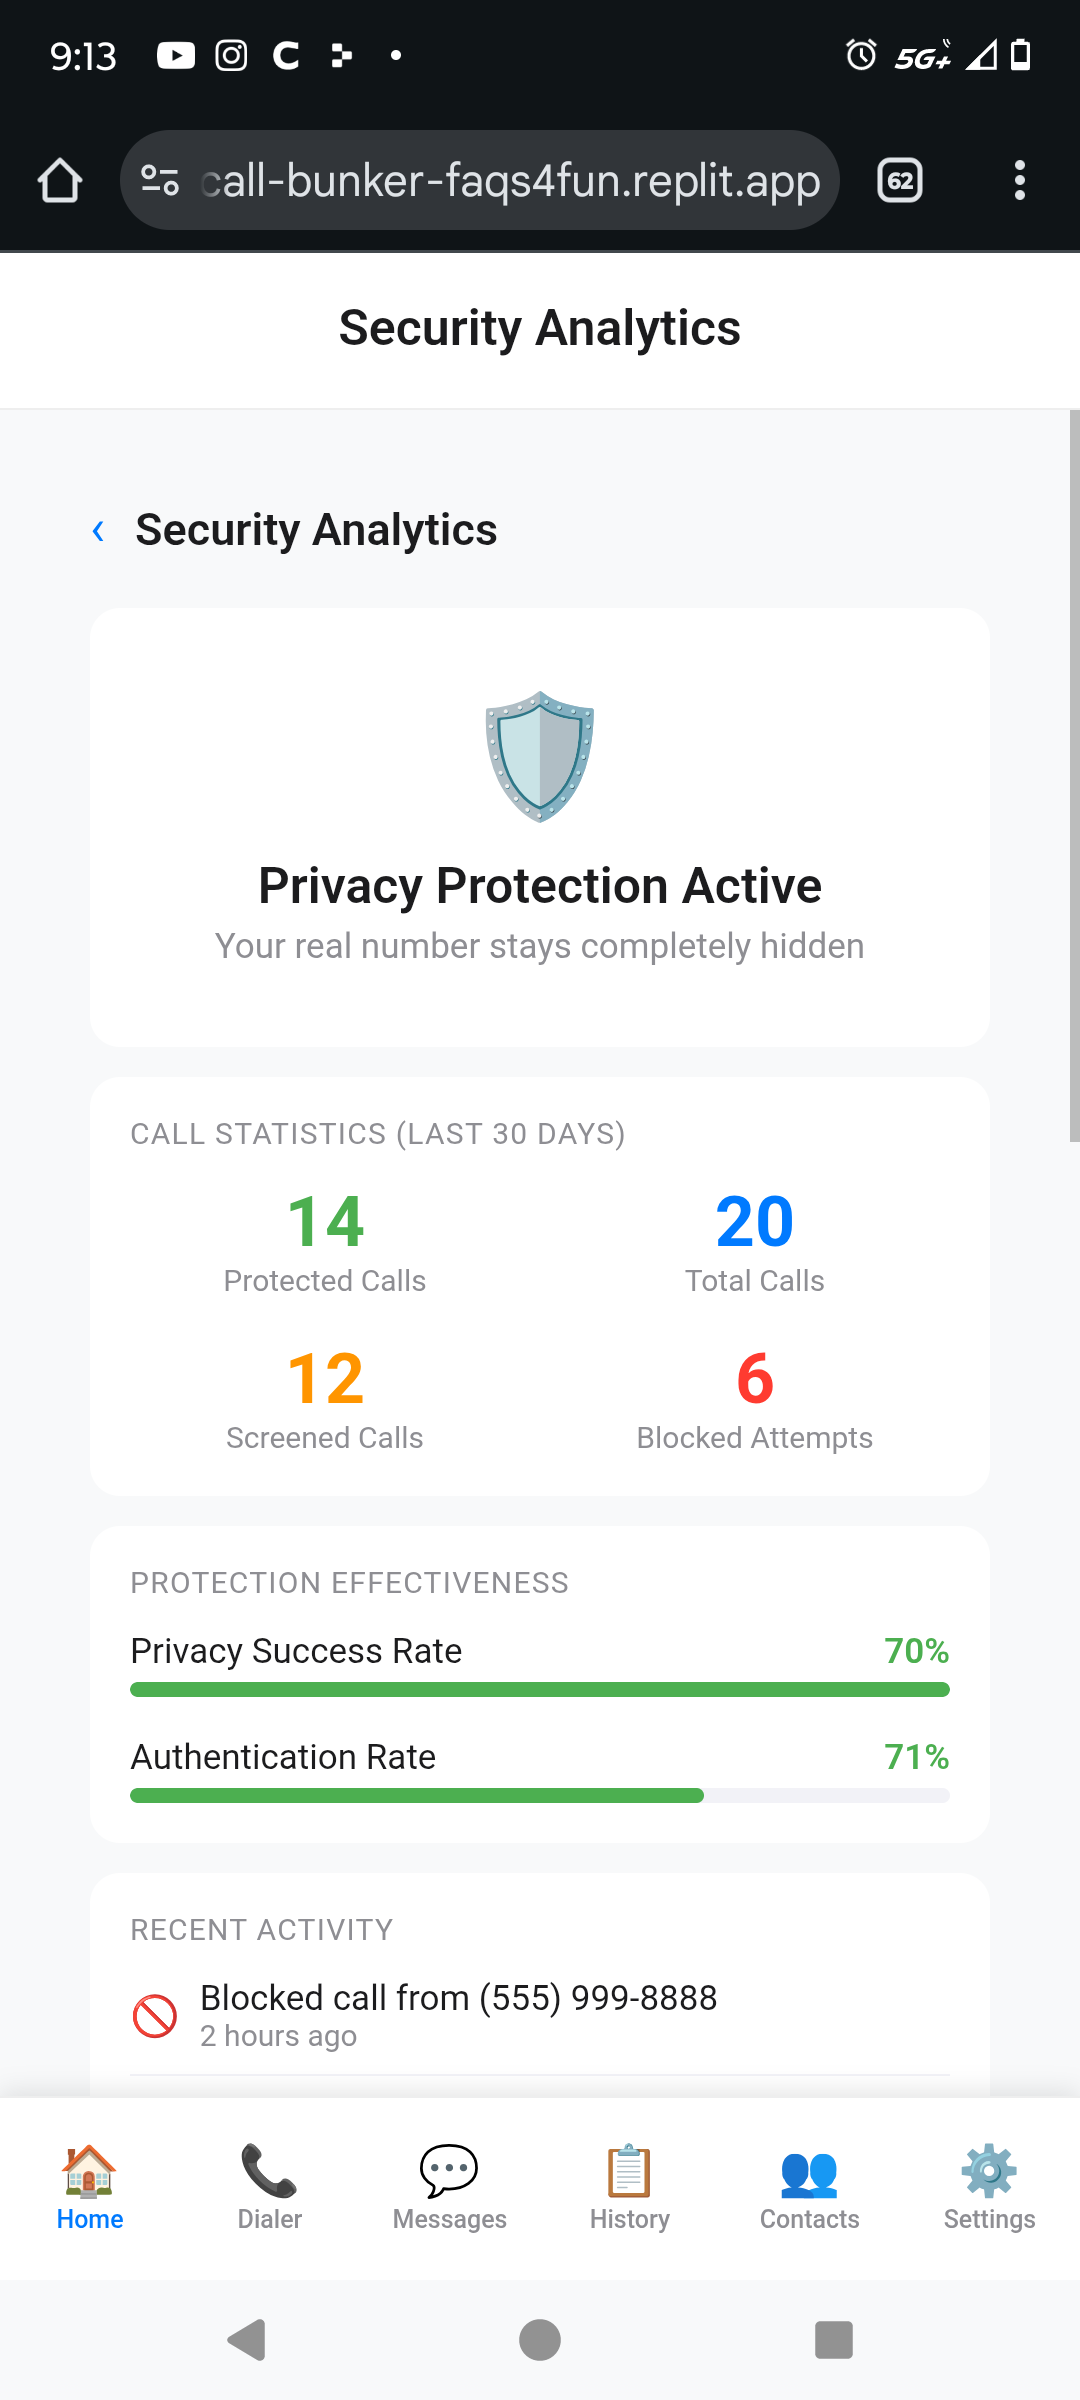 9:13
5G+
call-bunker-faqs4fun.replit.app
62
Security Analytics
‹ Security Analytics
Privacy Protection Active
Your real number stays completely hidden
CALL STATISTICS (LAST 30 DAYS)
14 20
Protected Calls Total Calls
12 6
Screened Calls Blocked Attempts
PROTECTION EFFECTIVENESS
Privacy Success Rate 70%
Authentication Rate 71%
RECENT ACTIVITY
Blocked call from (555) 999-8888
2 hours ago
Home Dialer Messages History Contacts Settings